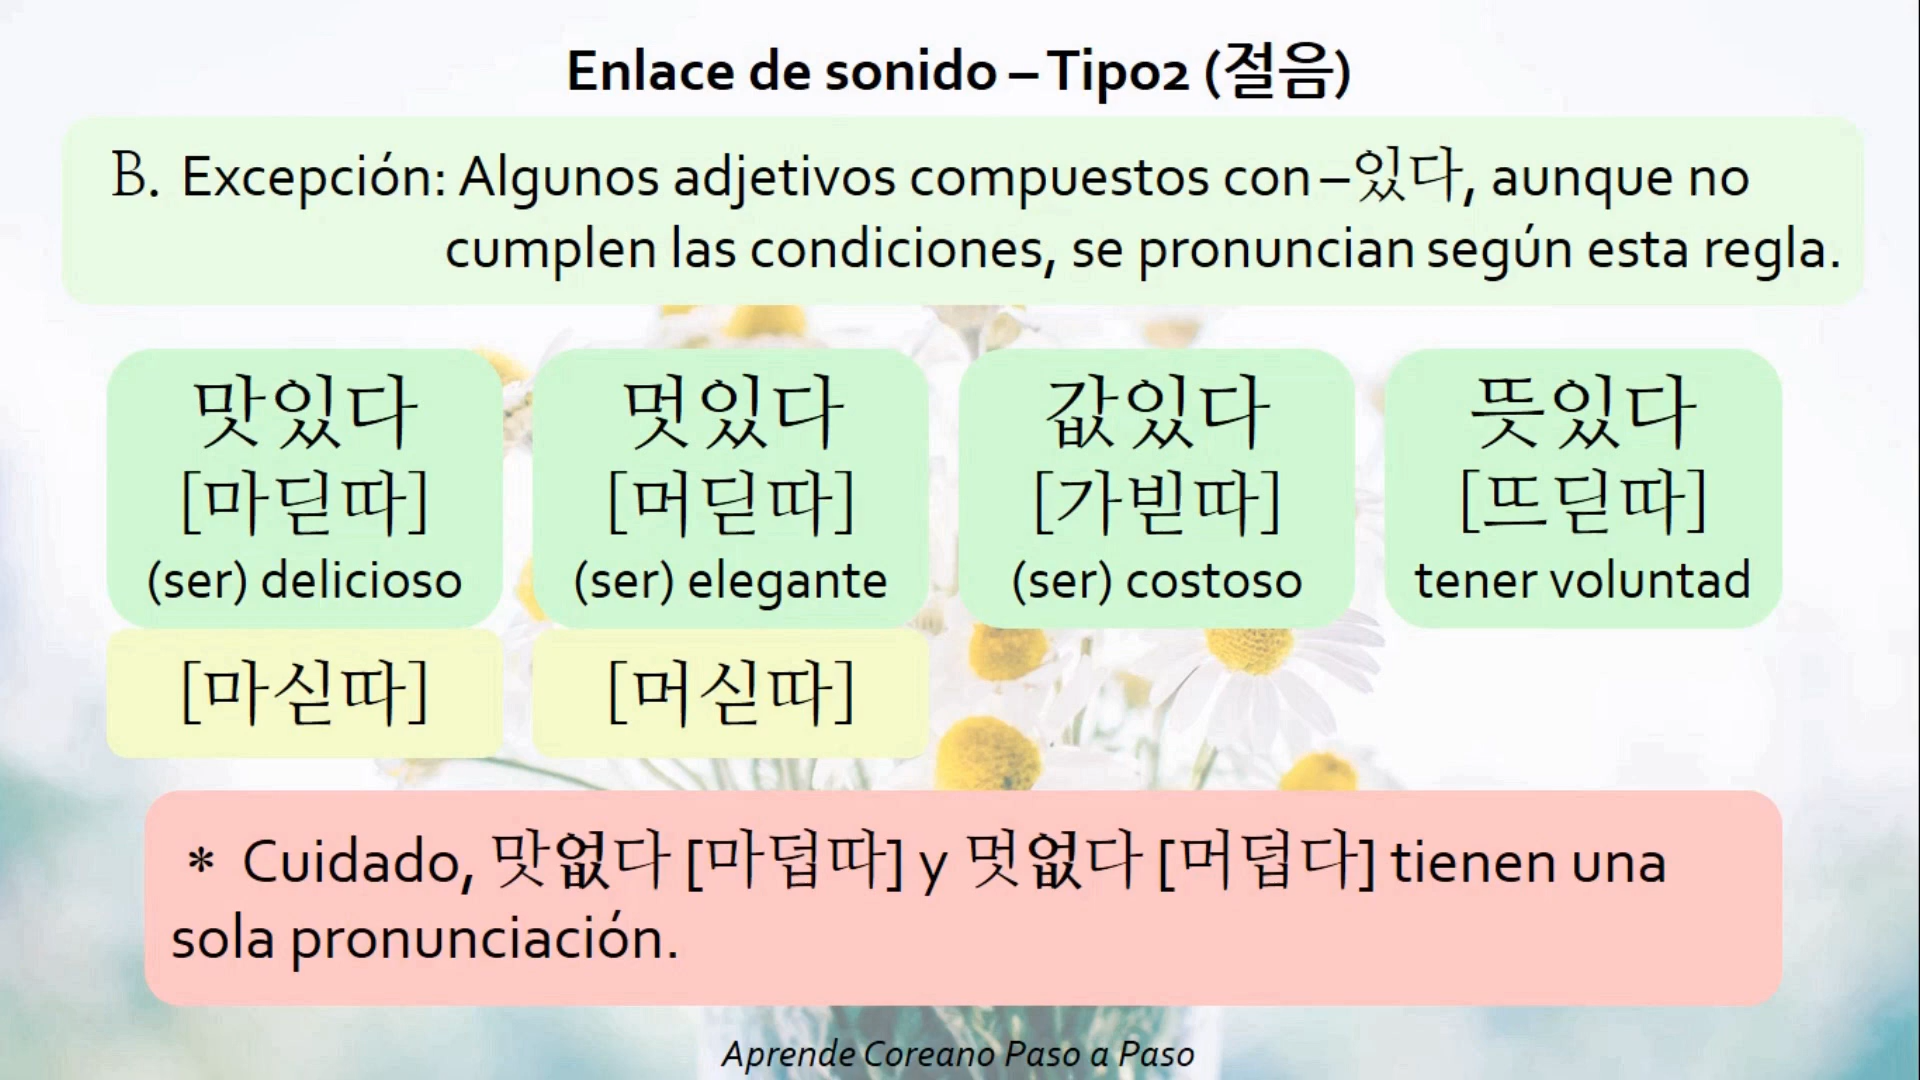 Enlace de sonido – Tipo2 (절음)
B. Excepción: Algunos adjetivos compuestos con –있다, aunque no
cumplen las condiciones, se pronuncian según esta regla.
맛있다
[마딛따]
(ser) delicioso
[마싣따]
멋있다
[머딛따]
(ser) elegante
[머싣따]
값있다
[가빋따]
(ser) costoso
뜻있다
[뜨딛따]
tener voluntad
* Cuidado, 맛없다 [마덥따] y 멋없다 [머덥다] tienen una
sola pronunciación.
Aprende Coreano Paso a Paso